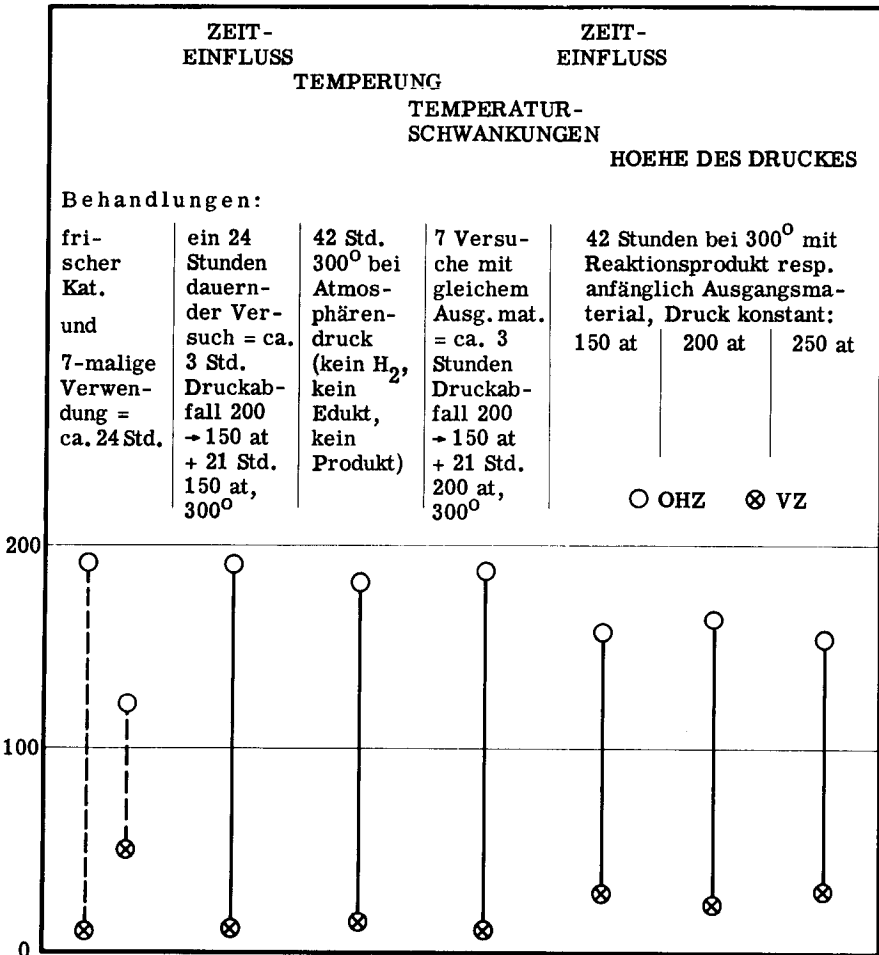 ZEIT-
EINFLUSS
TEMPERUNG
TEMPERATUR-
SCHWANKUNGEN
ZEIT-
EINFLUSS
HOEHE DES DRUCKES
Behandlungen:
fri-
scher
Kat.
und
7-malige
Verwen-
dung =
ca. 24 Std.
ein 24
Stunden
dauern-
der Ver-
such = ca.
3 Std.
Druckab-
fall 200
→ 150 at
+ 21 Std.
150 at,
300°
42 Std.
300° bei
Atmos-
phären-
druck
(kein H₂,
kein
Edukt,
kein
Produkt)
7 Versu-
che mit
gleichem
Ausg. mat.
= ca. 3
Stunden
Druckab-
fall 200
→ 150 at
+ 21 Std.
200 at,
300°
42 Stunden bei 300° mit
Reaktionsprodukt resp.
anfänglich Ausgangsma-
terial, Druck konstant:
150 at
200 at
250 at
○ OHZ ⊗ VZ
200
100
0